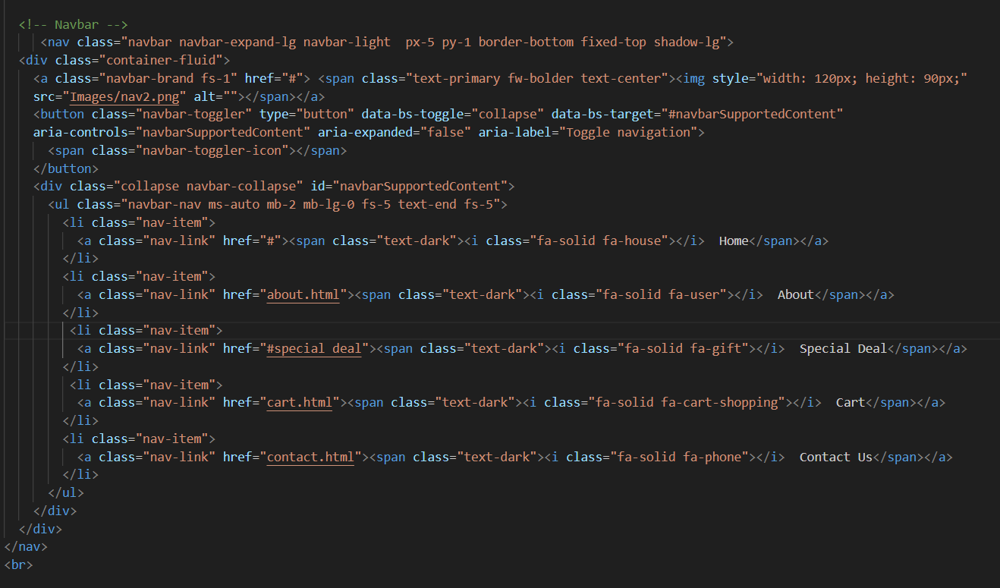 <!-- Navbar -->
<nav class="navbar navbar-expand-lg navbar-light  px-5 py-1 border-bottom fixed-top shadow-lg">
<div class="container-fluid">
<a class="navbar-brand fs-1" href="#"> <span class="text-primary fw-bolder text-center"><img style="width: 120px; height: 90px;"
src="Images/nav2.png" alt=""></span></a>
<button class="navbar-toggler" type="button" data-bs-toggle="collapse" data-bs-target="#navbarSupportedContent"
aria-controls="navbarSupportedContent" aria-expanded="false" aria-label="Toggle navigation">
<span class="navbar-toggler-icon"></span>
</button>
<div class="collapse navbar-collapse" id="navbarSupportedContent">
<ul class="navbar-nav ms-auto mb-2 mb-lg-0 fs-5 text-end fs-5">
<li class="nav-item">
<a class="nav-link" href="#"><span class="text-dark"><i class="fa-solid fa-house"></i>  Home</span></a>
</li>
<li class="nav-item">
<a class="nav-link" href="about.html"><span class="text-dark"><i class="fa-solid fa-user"></i>  About</span></a>
</li>
<li class="nav-item">
<a class="nav-link" href="#special deal"><span class="text-dark"><i class="fa-solid fa-gift"></i>  Special Deal</span></a>
</li>
<li class="nav-item">
<a class="nav-link" href="cart.html"><span class="text-dark"><i class="fa-solid fa-cart-shopping"></i>  Cart</span></a>
</li>
<li class="nav-item">
<a class="nav-link" href="contact.html"><span class="text-dark"><i class="fa-solid fa-phone"></i>  Contact Us</span></a>
</li>
</ul>
</div>
</div>
</nav>
<br>